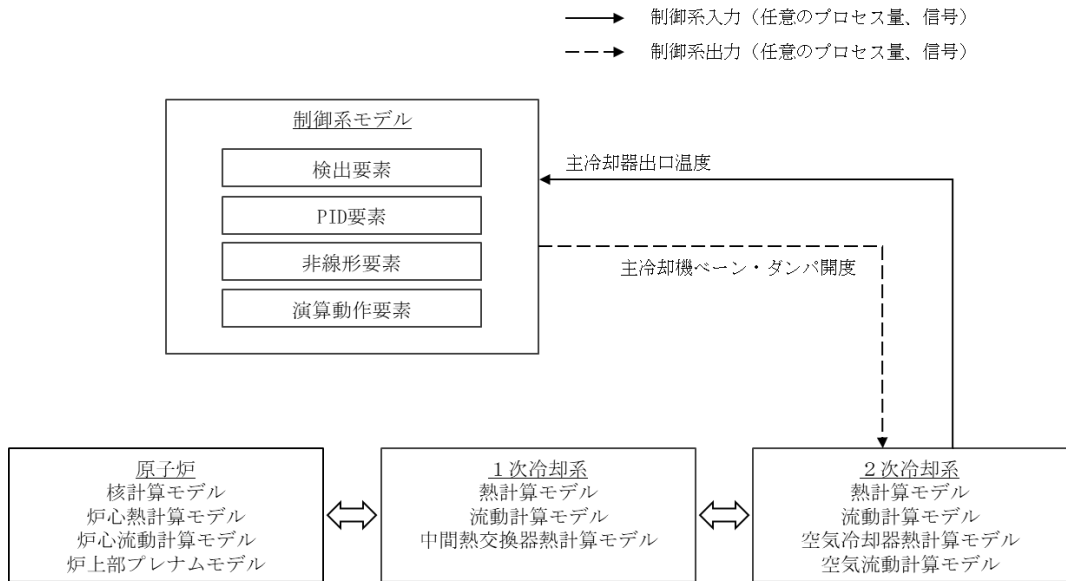 制御系入力（任意のプロセス量、信号）
制御系出力（任意のプロセス量、信号）
制御系モデル
検出要素
PID要素
非線形要素
演算動作要素
主冷却器出口温度
主冷却機ベーン・ダンパ開度
原子炉
核計算モデル
炉心熱計算モデル
炉心流動計算モデル
炉上部プレナムモデル
１次冷却系
熱計算モデル
流動計算モデル
中間熱交換器熱計算モデル
２次冷却系
熱計算モデル
流動計算モデル
空気冷却器熱計算モデル
空気流動計算モデル